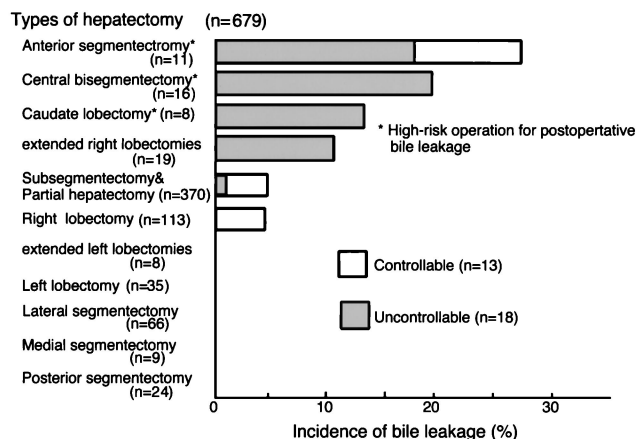 Types of hepatectomy (n=679)
Anterior segmentectromy*
(n=11)
Central bisegmentectomy*
(n=16)
Caudate lobectomy* (n=8)
extended right lobectomies
(n=19)
* High-risk operation for postopertative
bile leakage
Subsegmentectomy&
Partial hepatectomy (n=370)
Right lobectomy (n=113)
extended left lobectomies
(n=8)
Controllable (n=13)
Left lobectomy (n=35)
Lateral segmentectomy
(n=66)
Uncontrollable (n=18)
Medial segmentectomy
(n=9)
Posterior segmentectomy
(n=24)
0 10 20 30
Incidence of bile leakage (%)